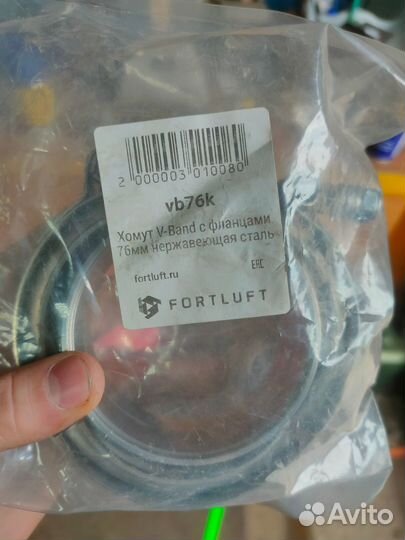 2 000003 010080
vb76k
Хомут V-Band с фланцами
76мм нержавеющая сталь
fortluft.ru
EAC
FORTLUFT
Avito